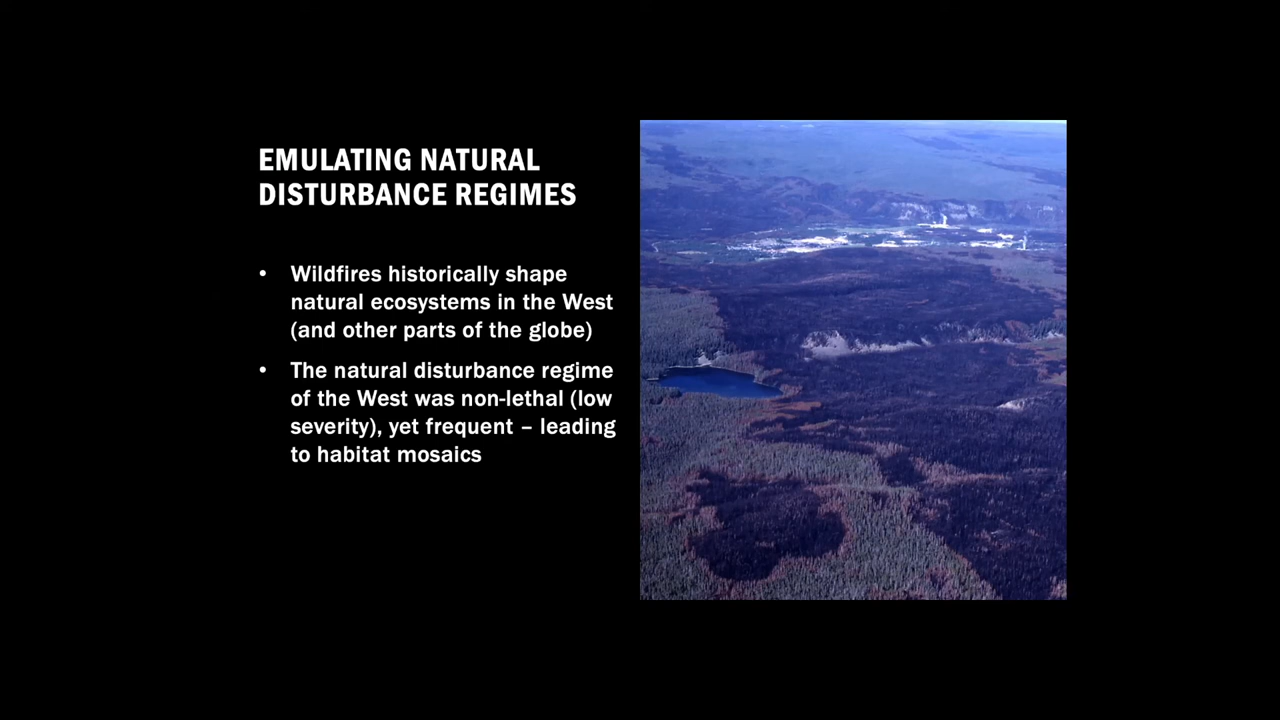 EMULATING NATURAL
DISTURBANCE REGIMES
• Wildfires historically shape
natural ecosystems in the West
(and other parts of the globe)
• The natural disturbance regime
of the West was non-lethal (low
severity), yet frequent – leading
to habitat mosaics